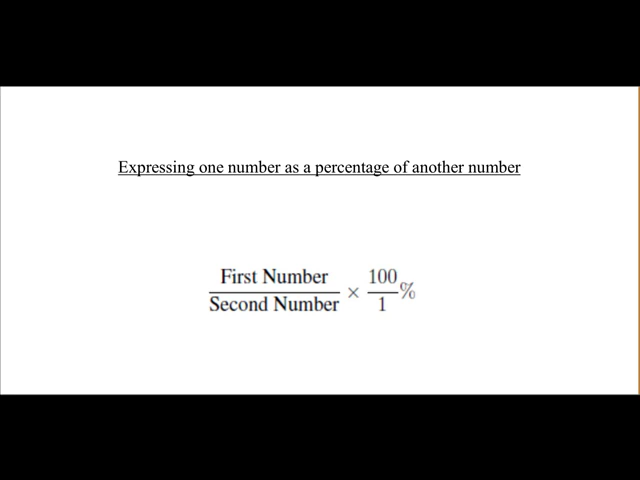 Expressing one number as a percentage of another number
First Number
Second Number
×
100
1
%